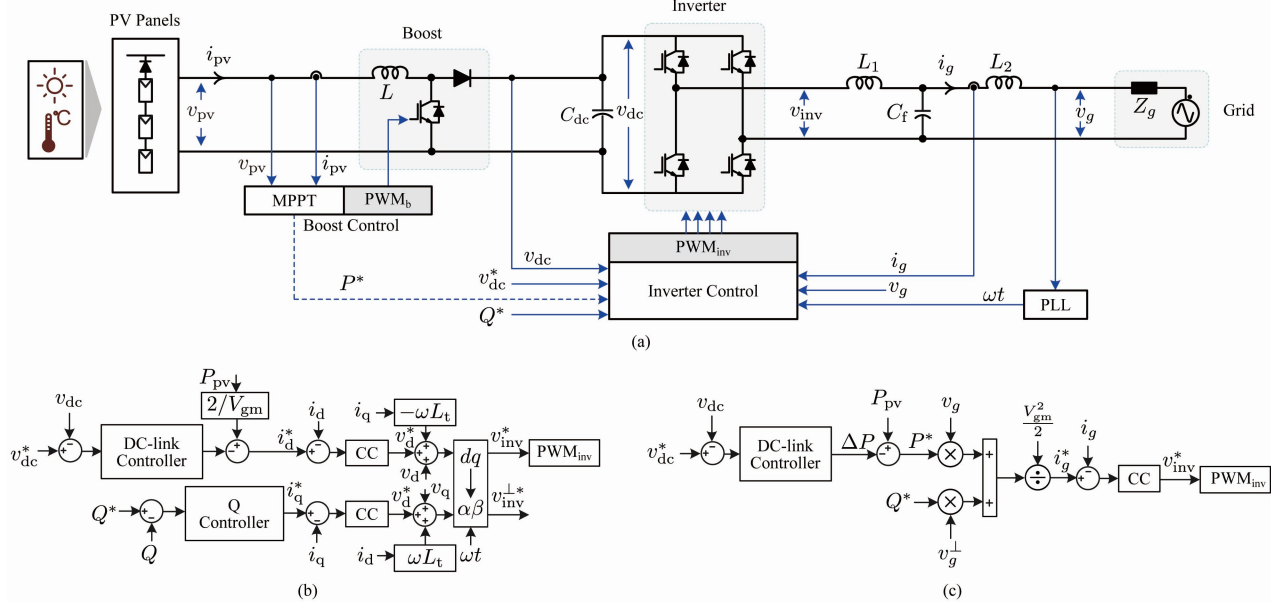 Inverter
PV Panels
Boost
i_pv
L
L_1
i_g
L_2
°C
v_pv
C_dc
v_dc
v_inv
C_f
v_g
Z_g
Grid
v_pv
i_pv
MPPT
PWM_b
Boost Control
PWM_inv
v_dc
i_g
v*_dc
Inverter Control
v_g
P*
ωt
PLL
Q*
(a)
P_pv
v_dc
2/V_gm
i_d
i_q
-ωL_t
v*_dc
DC-link
Controller
i*_d
CC
v*_d
v_d
dq
αβ
v*_inv
PWM_inv
Q*
Q
Controller
i*_q
CC
v*_d
v_q
v_inv^⊥*
Q
i_q
i_d
ωL_t
ωt
(b)
v_dc
P_pv
v_g
V²_gm
2
i_g
v*_dc
DC-link
Controller
ΔP
P*
i*_g
CC
v*_inv
PWM_inv
Q*
v_g^⊥
(c)